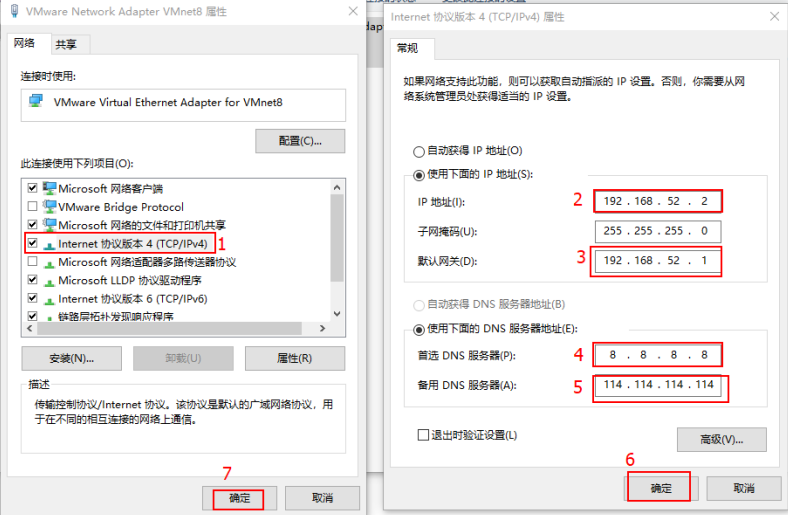 VMware Network Adapter VMnet8 属性
网络
共享
连接时使用:
VMware Virtual Ethernet Adapter for VMnet8
配置(C)...
此连接使用下列项目(O):
Microsoft 网络客户端
VMware Bridge Protocol
Microsoft 网络的文件和打印机共享
Internet 协议版本 4 (TCP/IPv4)
1
Microsoft 网络适配器多路传送器协议
Microsoft LLDP 协议驱动程序
Internet 协议版本 6 (TCP/IPv6)
链路层拓扑发现响应程序
安装(N)...
卸载(U)
属性(R)
描述
传输控制协议/Internet 协议。该协议是默认的广域网络协议，用
于在不同的相互连接的网络上通信。
7
确定
取消
Internet 协议版本 4 (TCP/IPv4) 属性
常规
如果网络支持此功能，则可以获取自动指派的 IP 设置。否则，你需要从网
络系统管理员处获得适当的 IP 设置。
自动获得 IP 地址(O)
使用下面的 IP 地址(S):
IP 地址(I):
2
192 . 168 . 52 . 2
子网掩码(U):
255 . 255 . 255 . 0
默认网关(D):
3
192 . 168 . 52 . 1
自动获得 DNS 服务器地址(B)
使用下面的 DNS 服务器地址(E):
首选 DNS 服务器(P):
4
8 . 8 . 8 . 8
备用 DNS 服务器(A):
5
114 . 114 . 114 . 114
退出时验证设置(L)
高级(V)...
6
确定
取消